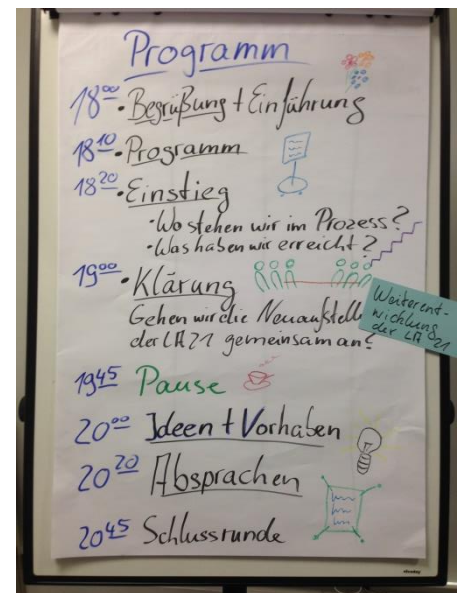 Programm
18⁰⁰ • Begrüßung + Einführung
18¹⁰ • Programm
18²⁰ • Einstieg
• Wo stehen wir im Prozess?
• Was haben wir erreicht?
19⁰⁰ • Klärung
Gehen wir die Neuaufstell
der LA21 gemeinsam an?
Weiterent-
wicklung
der LA 21
19⁴⁵ Pause
20⁰⁰ Ideen + Vorhaben
20²⁰ Absprachen
20⁴⁵ Schlussrunde